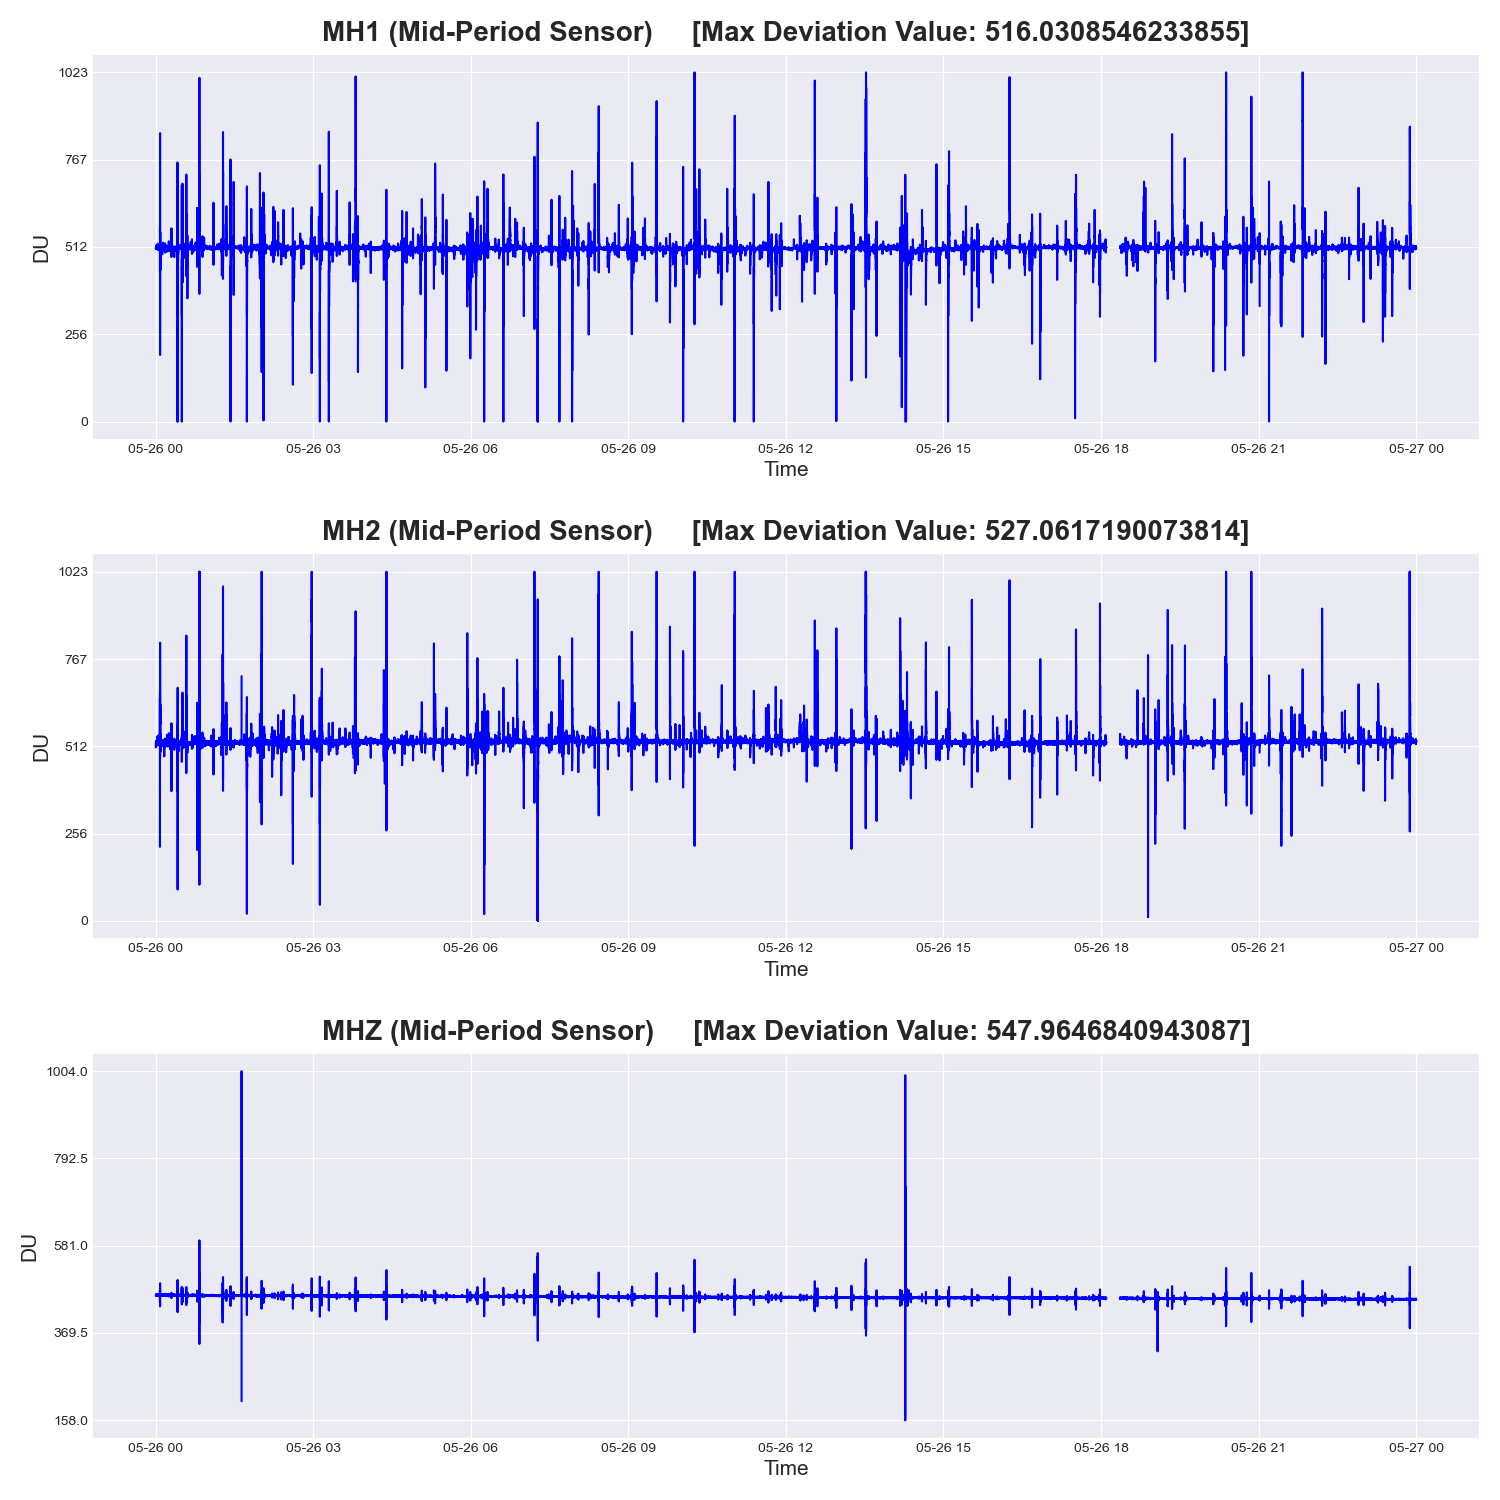 MH1 (Mid-Period Sensor) [Max Deviation Value: 516.0308546233855]
1023
767
512
256
0
DU
05-26 00 05-26 03 05-26 06 05-26 09 05-26 12 05-26 15 05-26 18 05-26 21 05-27 00
Time
MH2 (Mid-Period Sensor) [Max Deviation Value: 527.0617190073814]
1023
767
512
256
0
DU
05-26 00 05-26 03 05-26 06 05-26 09 05-26 12 05-26 15 05-26 18 05-26 21 05-27 00
Time
MHZ (Mid-Period Sensor) [Max Deviation Value: 547.9646840943087]
1004.0
792.5
581.0
369.5
158.0
DU
05-26 00 05-26 03 05-26 06 05-26 09 05-26 12 05-26 15 05-26 18 05-26 21 05-27 00
Time